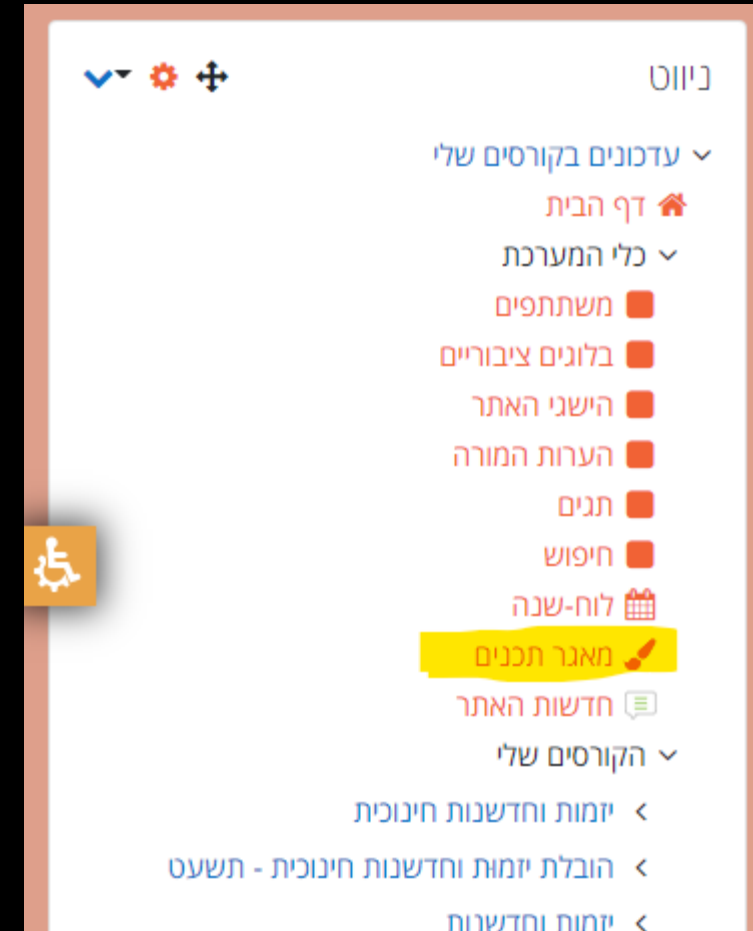 ניווט
עדכונים בקורסים שלי
דף הבית
כלי המערכת
משתתפים
בלוגים ציבוריים
הישגי האתר
הערות המורה
תגים
חיפוש
לוח-שנה
מאגר תכנים
חדשות האתר
הקורסים שלי
יזמות וחדשנות חינוכית
הובלת יזמות וחדשנות חינוכית - תשעט
יזמות וחדשנות